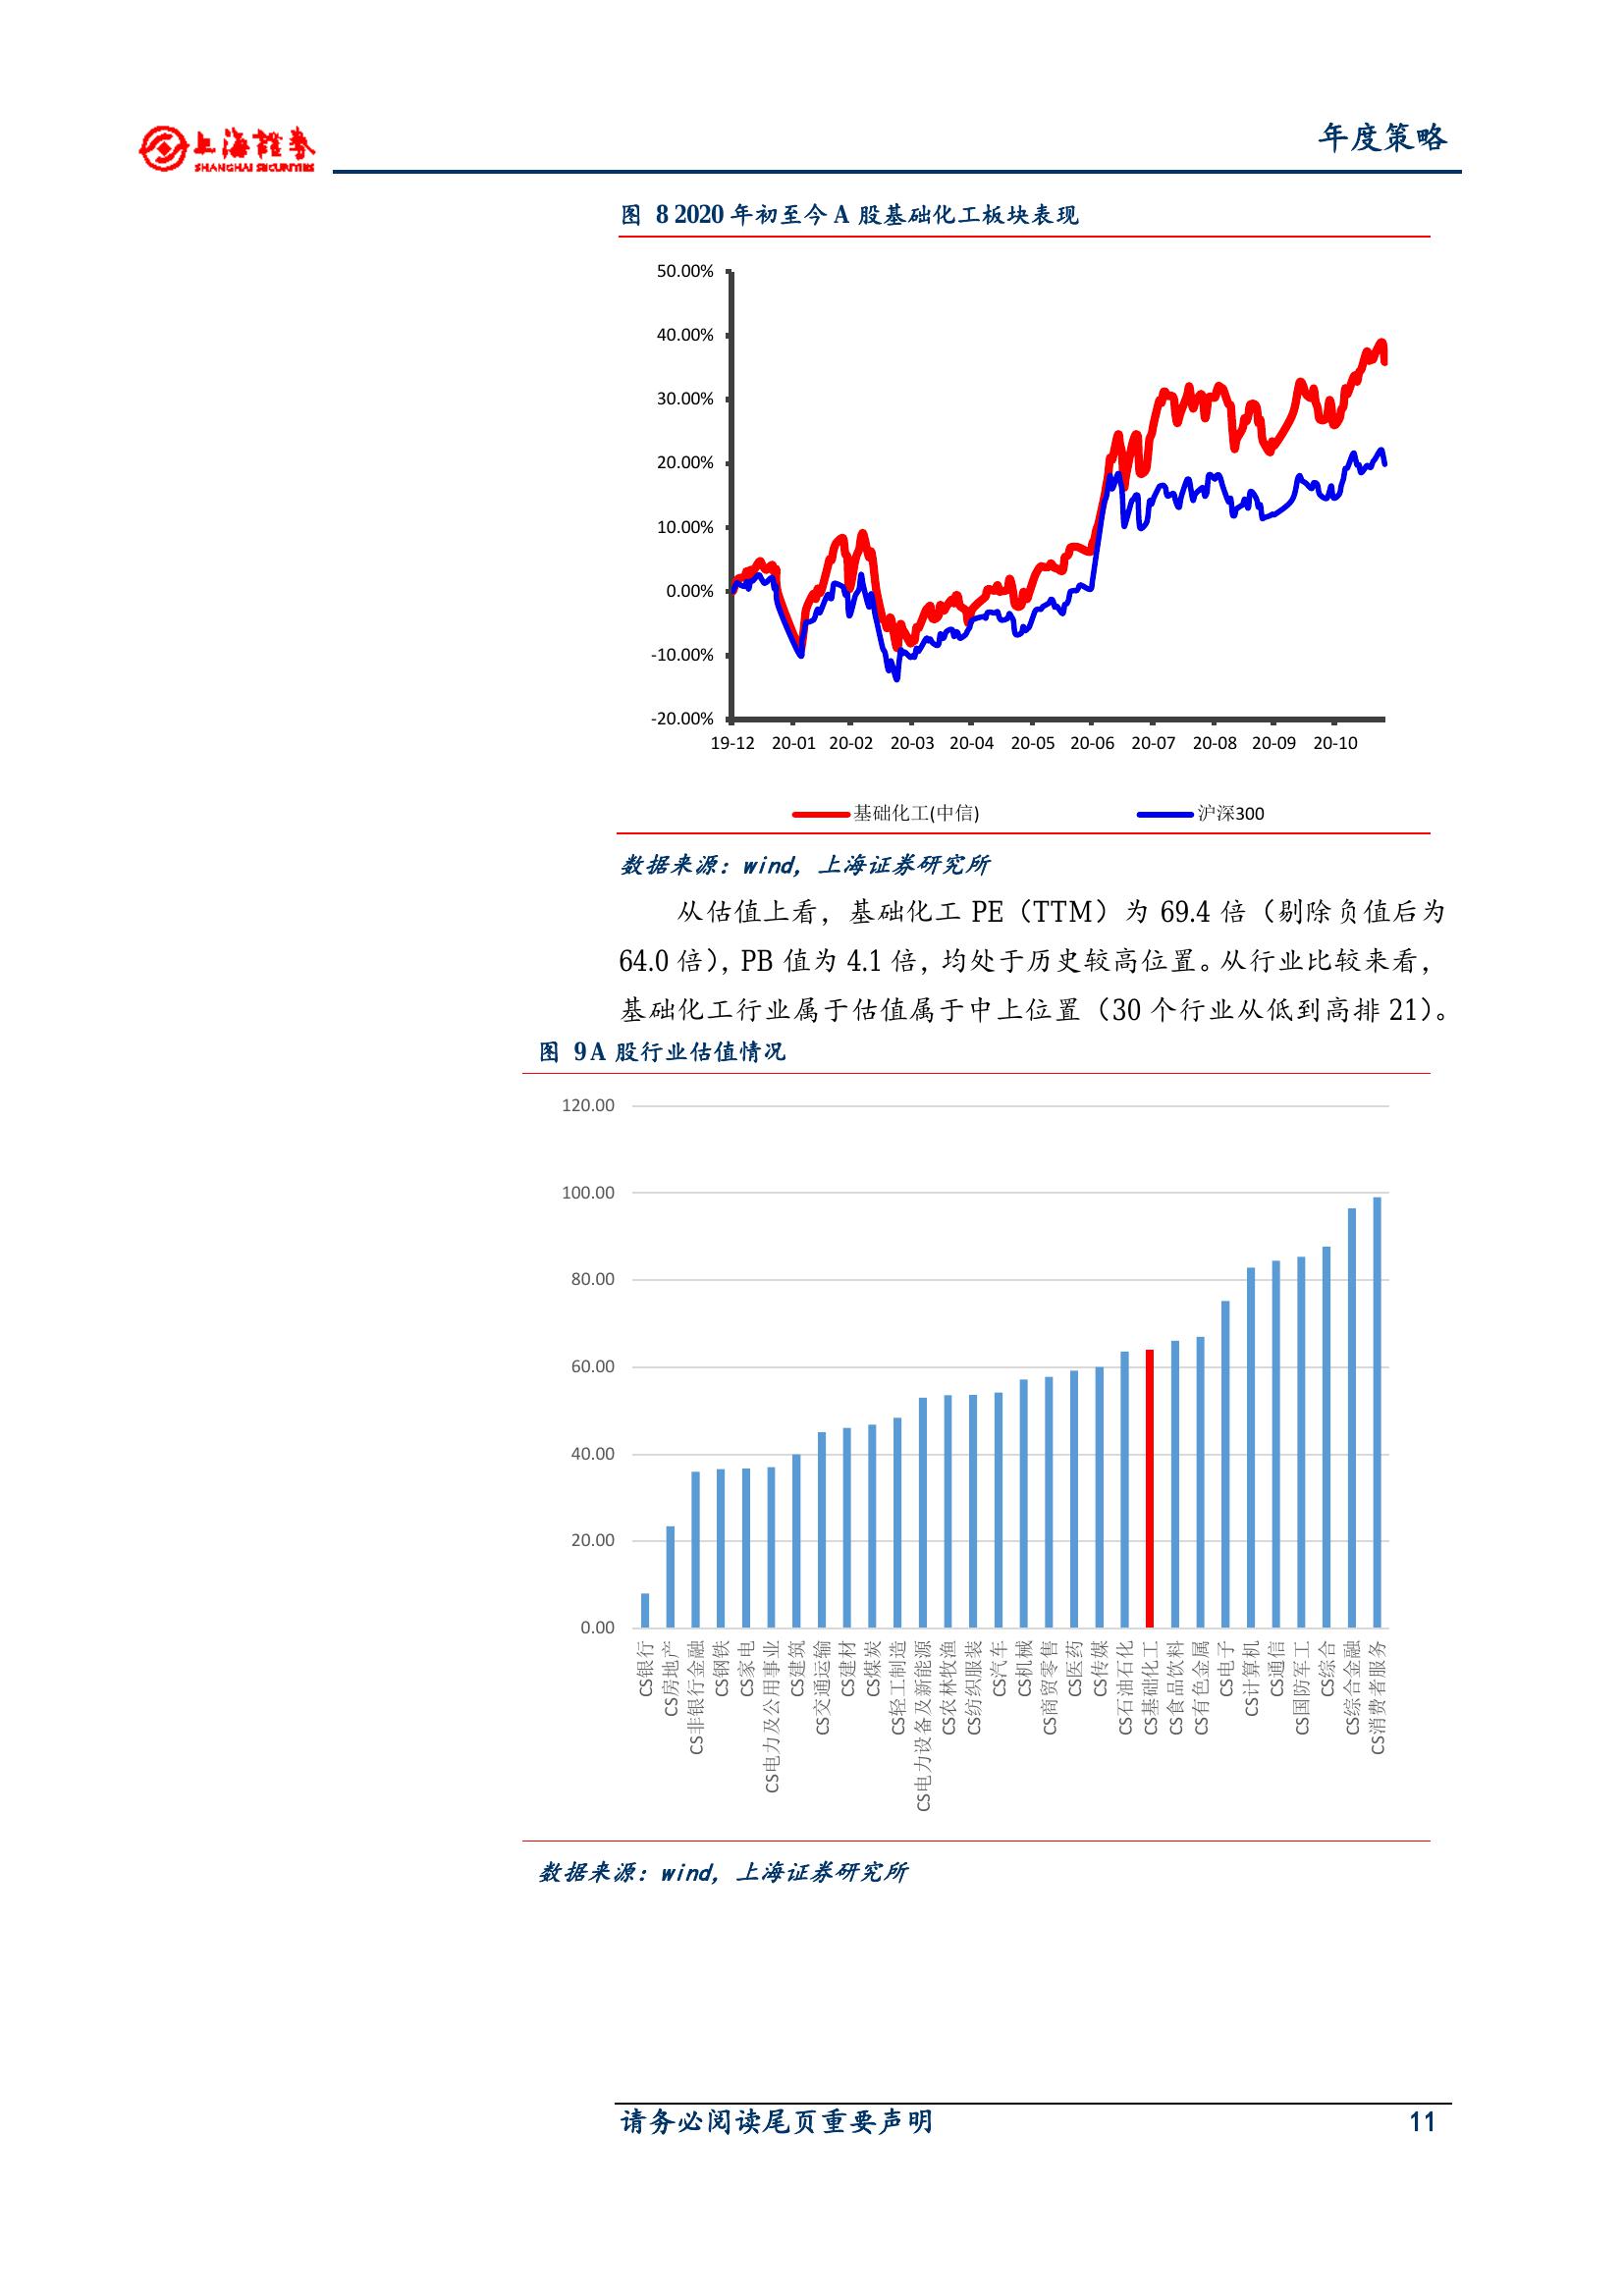 上海證券
SHANGHAI SECURITIES
年度策略
图 8 2020 年初至今 A 股基础化工板块表现
50.00%
40.00%
30.00%
20.00%
10.00%
0.00%
-10.00%
-20.00%
19-12 20-01 20-02 20-03 20-04 20-05 20-06 20-07 20-08 20-09 20-10
基础化工(中信) 沪深300
数据来源：wind，上海证券研究所
从估值上看，基础化工 PE（TTM）为 69.4 倍（剔除负值后为
64.0 倍），PB 值为 4.1 倍，均处于历史较高位置。从行业比较来看，
基础化工行业属于估值属于中上位置（30 个行业从低到高排 21）。
图 9A 股行业估值情况
120.00
100.00
80.00
60.00
40.00
20.00
0.00
CS银行
CS房地产
CS非银行金融
CS钢铁
CS家电
CS电力及公用事业
CS建筑
CS交通运输
CS建材
CS煤炭
CS轻工制造
CS电力设备及新能源
CS农林牧渔
CS纺织服装
CS汽车
CS机械
CS商贸零售
CS医药
CS传媒
CS石油石化
CS基础化工
CS食品饮料
CS有色金属
CS电子
CS计算机
CS通信
CS国防军工
CS综合
CS综合金融
CS消费者服务
数据来源：wind，上海证券研究所
请务必阅读尾页重要声明 11